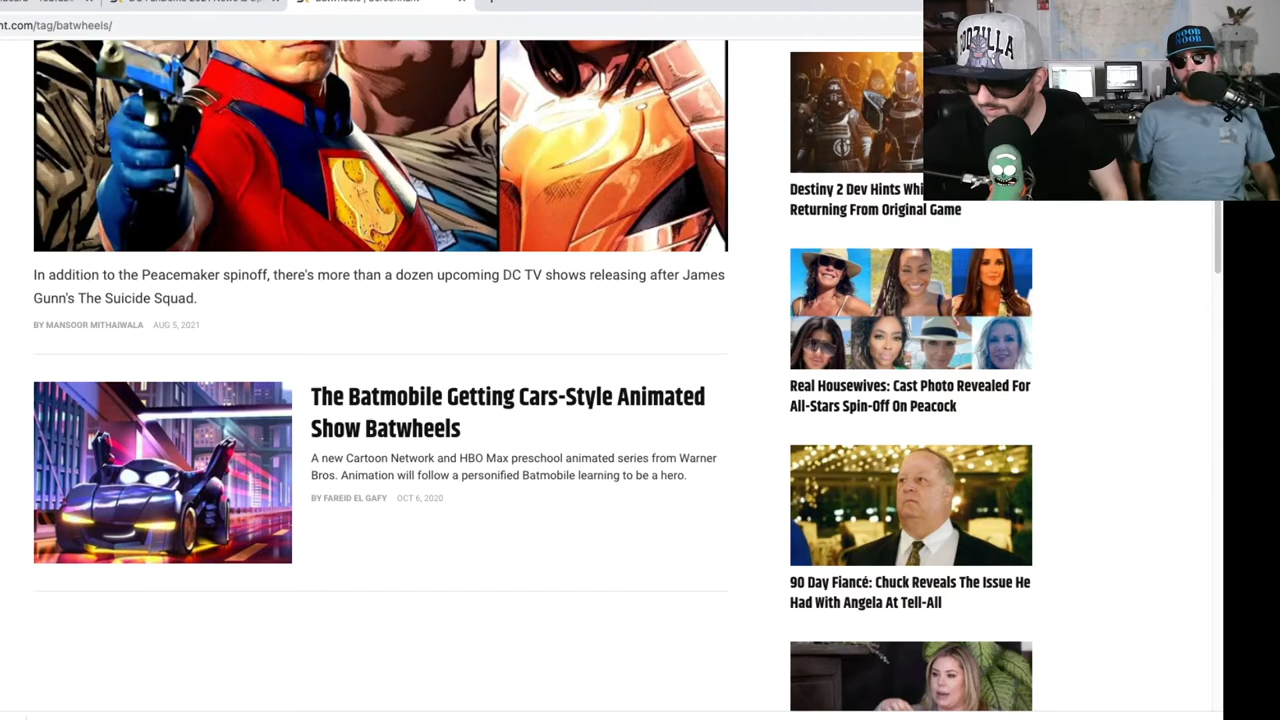 nt.com/tag/batwheels/
GODZILLA
NOOB
NOOB
Destiny 2 Dev Hints Whi
Returning From Original Game
In addition to the Peacemaker spinoff, there's more than a dozen upcoming DC TV shows releasing after James
Gunn's The Suicide Squad.
BY MANSOOR MITHAIWALA AUG 5, 2021
Real Housewives: Cast Photo Revealed For
All-Stars Spin-Off On Peacock
The Batmobile Getting Cars-Style Animated
Show Batwheels
A new Cartoon Network and HBO Max preschool animated series from Warner
Bros. Animation will follow a personified Batmobile learning to be a hero.
BY FAREID EL GAFY OCT 6, 2020
90 Day Fiancé: Chuck Reveals The Issue He
Had With Angela At Tell-All